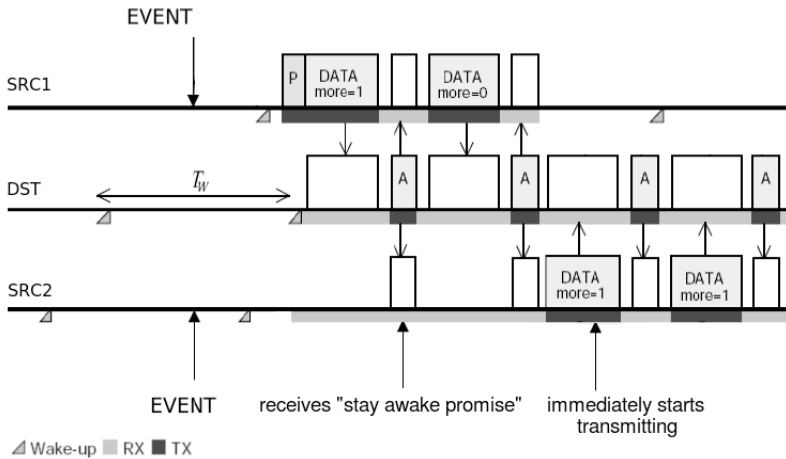 EVENT
SRC1
P
DATA
more=1
DATA
more=0
DST
T_W
A
A
A
A
SRC2
DATA
more=1
DATA
more=1
EVENT
receives "stay awake promise"
immediately starts
transmitting
Wake-up RX TX